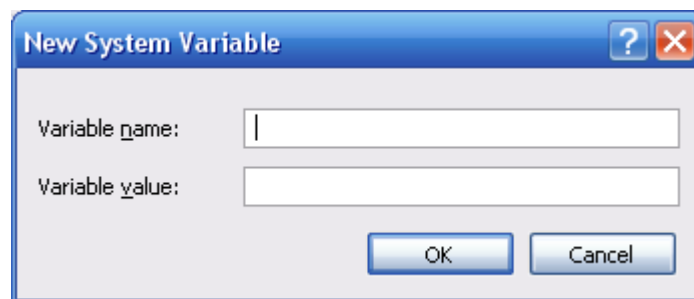 New System Variable
Variable name:
Variable value:
OK Cancel